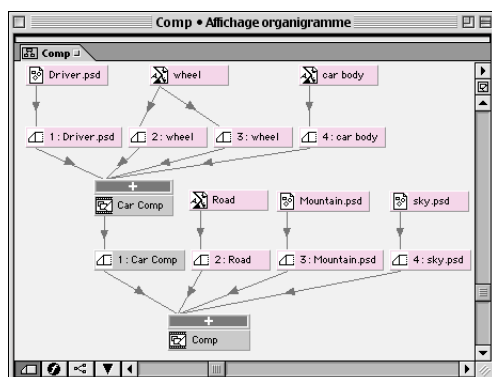 Comp • Affichage organigramme
Comp
Driver.psd
wheel
car body
1: Driver.psd
2: wheel
3: wheel
4: car body
Car Comp
Road
Mountain.psd
sky.psd
1: Car Comp
2: Road
3: Mountain.psd
4: sky.psd
Comp